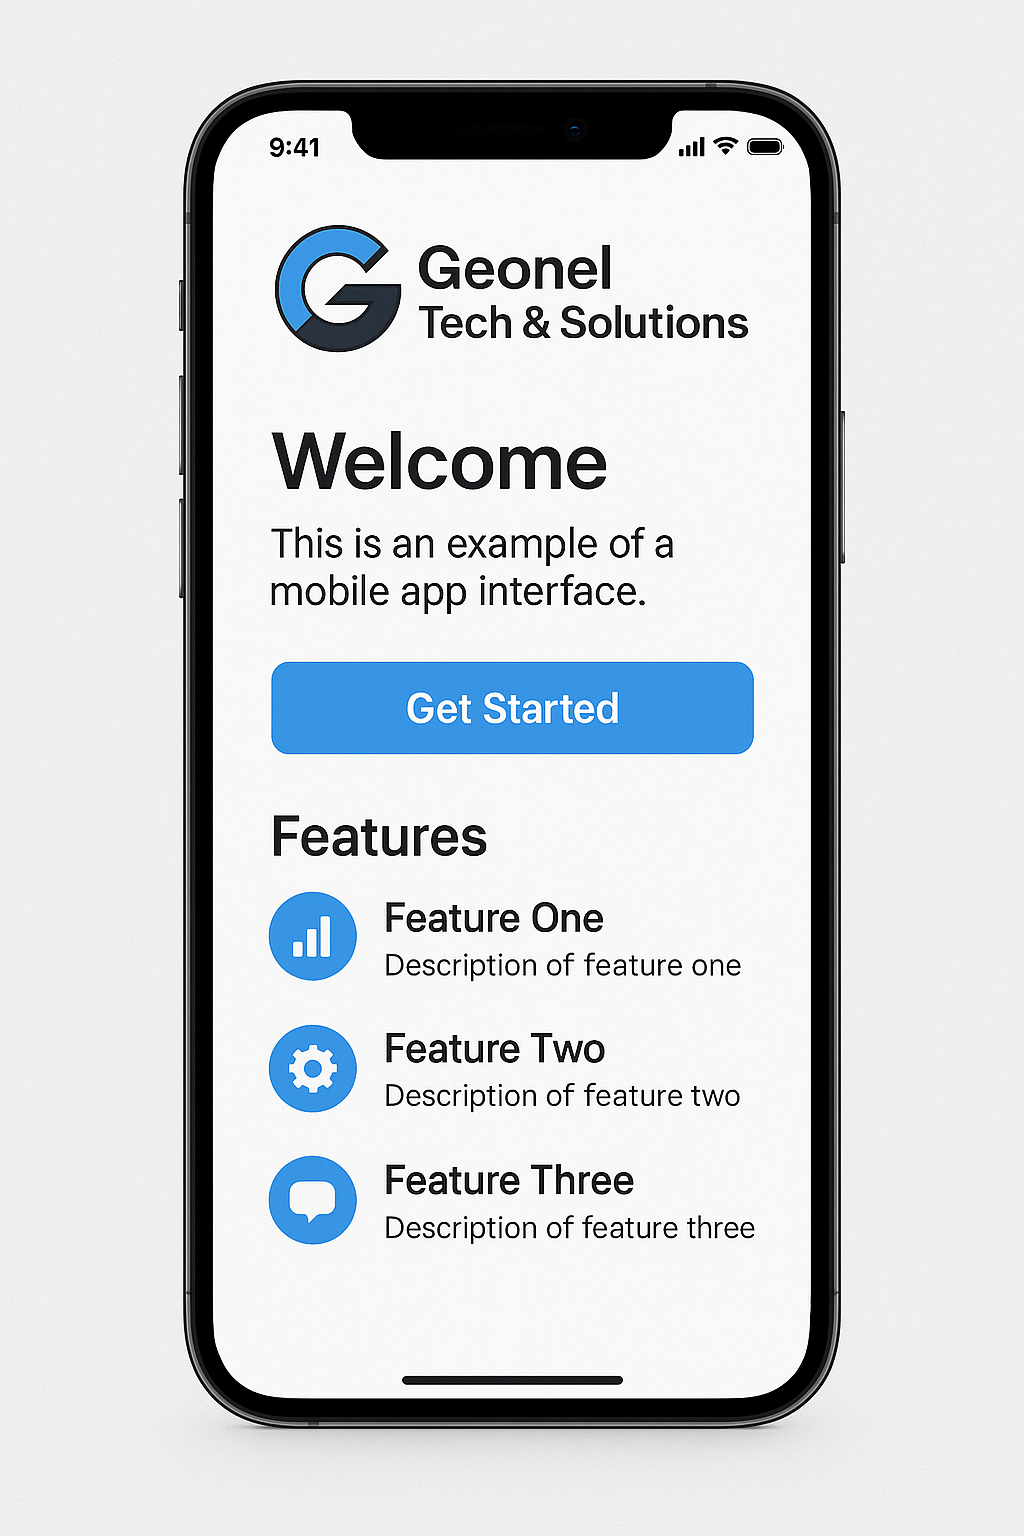 9:41
Geonel
Tech & Solutions
Welcome
This is an example of a
mobile app interface.
Get Started
Features
Feature One
Description of feature one
Feature Two
Description of feature two
Feature Three
Description of feature three